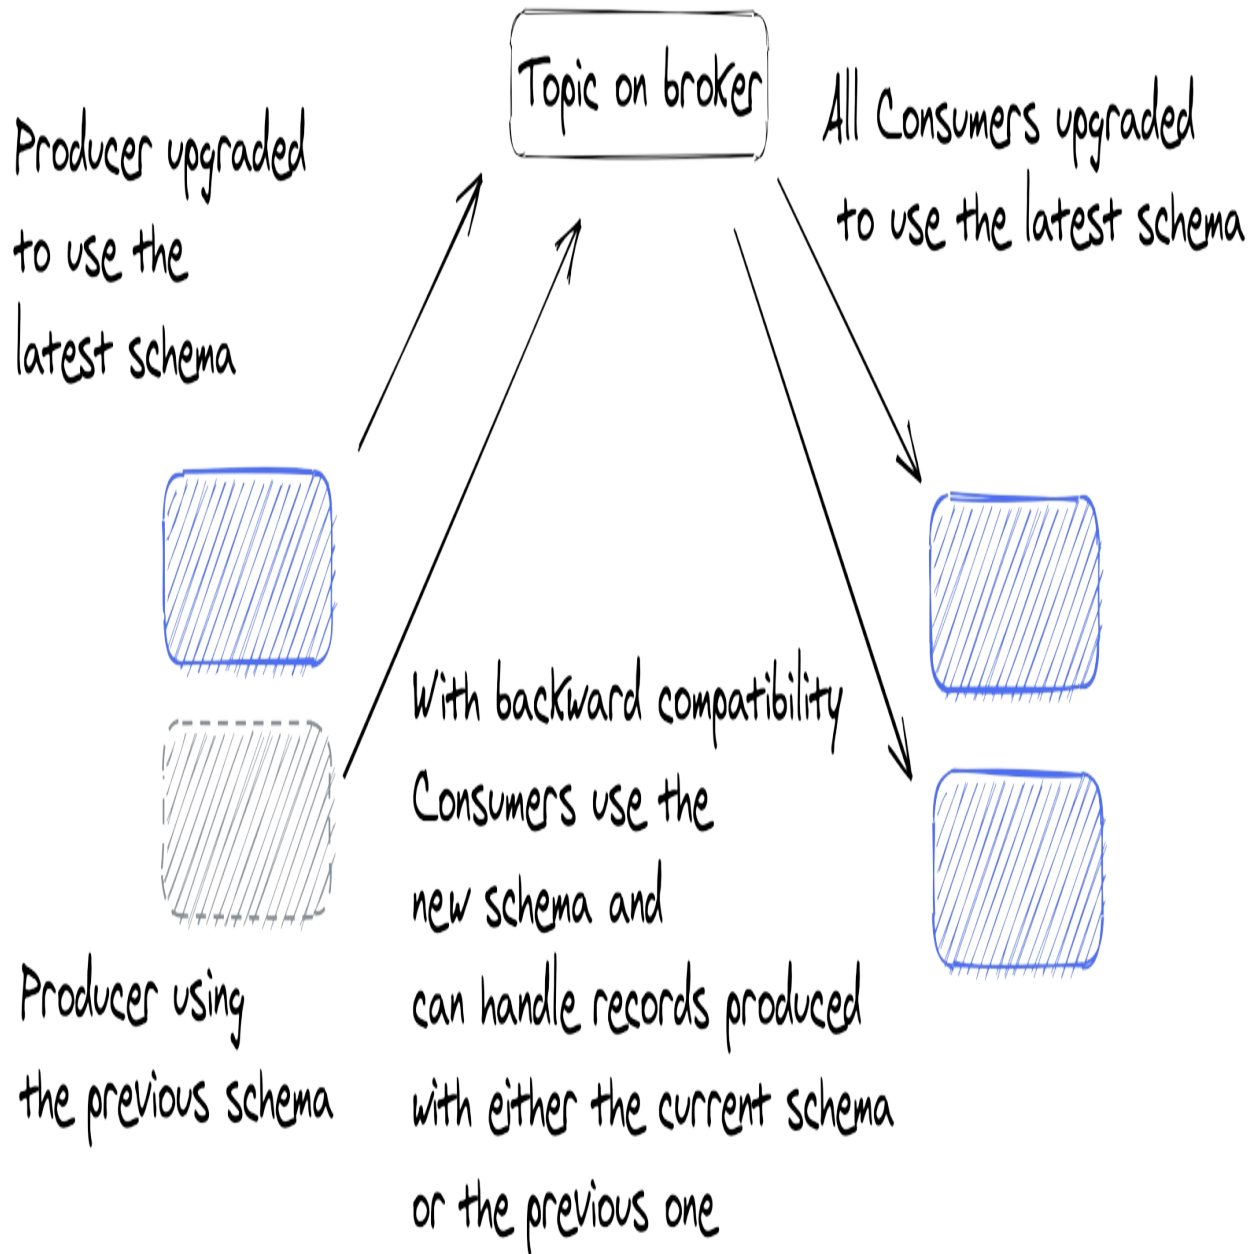 Topic on broker
Producer upgraded
to use the
latest schema
All Consumers upgraded
to use the latest schema
With backward compatibility
Consumers use the
new schema and
can handle records produced
with either the current schema
or the previous one
Producer using
the previous schema